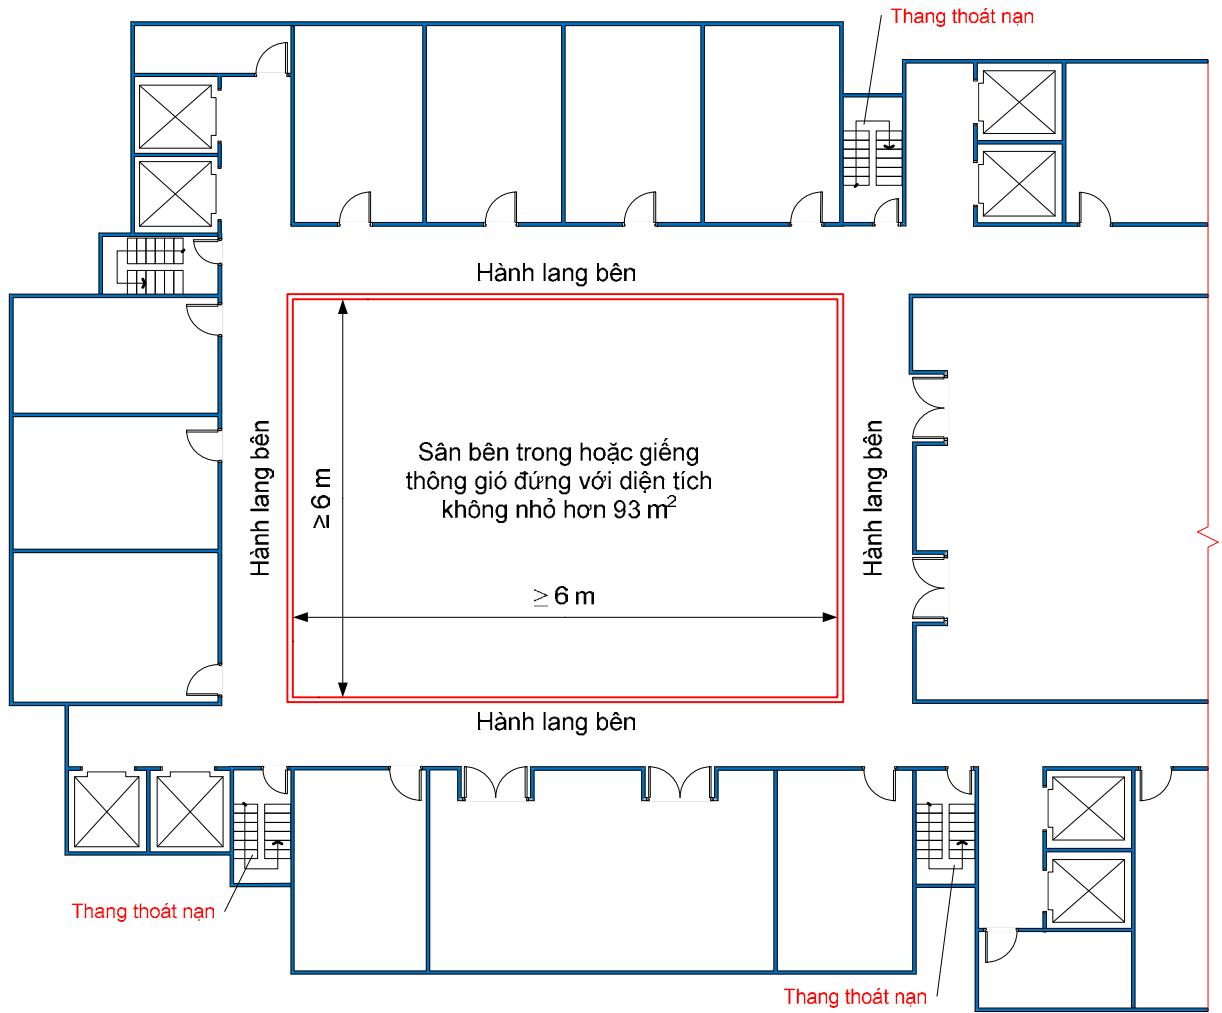 Thang thoát nạn
Hành lang bên
Hành lang bên
≥ 6 m
Sân bên trong hoặc giếng
thông gió đứng với diện tích
không nhỏ hơn 93 m²
Hành lang bên
≥ 6 m
Hành lang bên
Thang thoát nạn
Thang thoát nạn